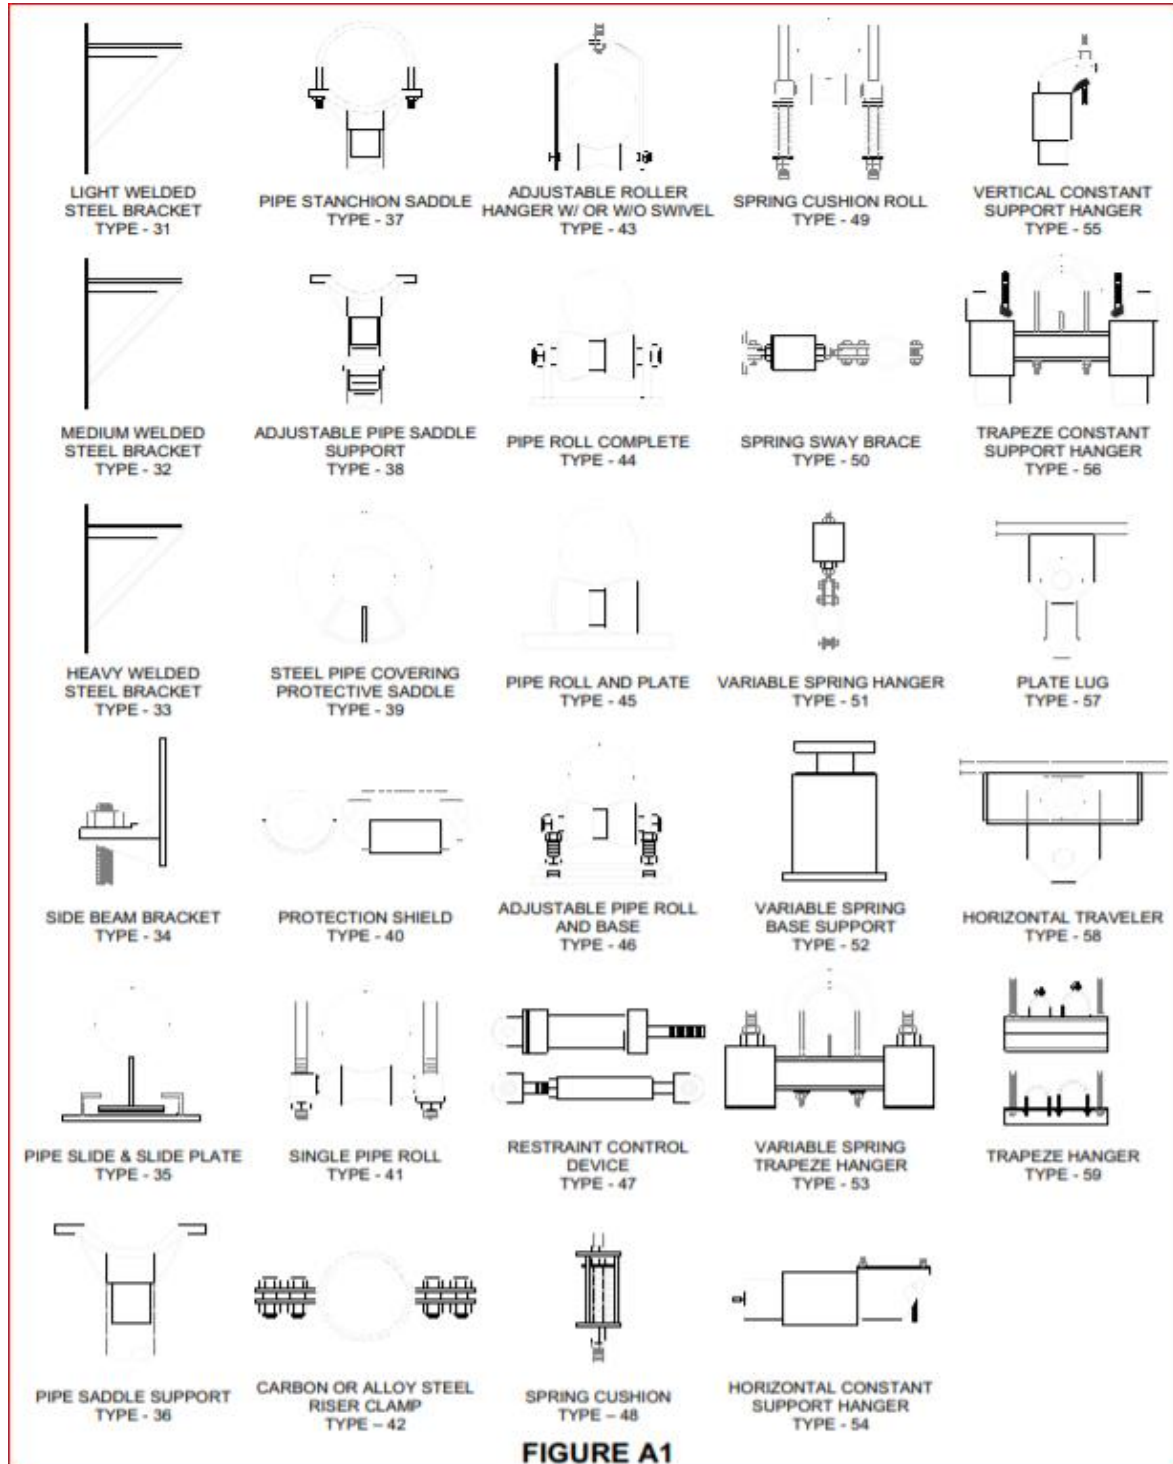 LIGHT WELDED
STEEL BRACKET
TYPE - 31
PIPE STANCHION SADDLE
TYPE - 37
ADJUSTABLE ROLLER
HANGER W/ OR W/O SWIVEL
TYPE - 43
SPRING CUSHION ROLL
TYPE - 49
VERTICAL CONSTANT
SUPPORT HANGER
TYPE - 55
MEDIUM WELDED
STEEL BRACKET
TYPE - 32
ADJUSTABLE PIPE SADDLE
SUPPORT
TYPE - 38
PIPE ROLL COMPLETE
TYPE - 44
SPRING SWAY BRACE
TYPE - 50
TRAPEZE CONSTANT
SUPPORT HANGER
TYPE - 56
HEAVY WELDED
STEEL BRACKET
TYPE - 33
STEEL PIPE COVERING
PROTECTIVE SADDLE
TYPE - 39
PIPE ROLL AND PLATE
TYPE - 45
VARIABLE SPRING HANGER
TYPE - 51
PLATE LUG
TYPE - 57
SIDE BEAM BRACKET
TYPE - 34
PROTECTION SHIELD
TYPE - 40
ADJUSTABLE PIPE ROLL
AND BASE
TYPE - 46
VARIABLE SPRING
BASE SUPPORT
TYPE - 52
HORIZONTAL TRAVELER
TYPE - 58
PIPE SLIDE & SLIDE PLATE
TYPE - 35
SINGLE PIPE ROLL
TYPE - 41
RESTRAINT CONTROL
DEVICE
TYPE - 47
VARIABLE SPRING
TRAPEZE HANGER
TYPE - 53
TRAPEZE HANGER
TYPE - 59
PIPE SADDLE SUPPORT
TYPE - 36
CARBON OR ALLOY STEEL
RISER CLAMP
TYPE – 42
SPRING CUSHION
TYPE – 48
HORIZONTAL CONSTANT
SUPPORT HANGER
TYPE - 54
FIGURE A1